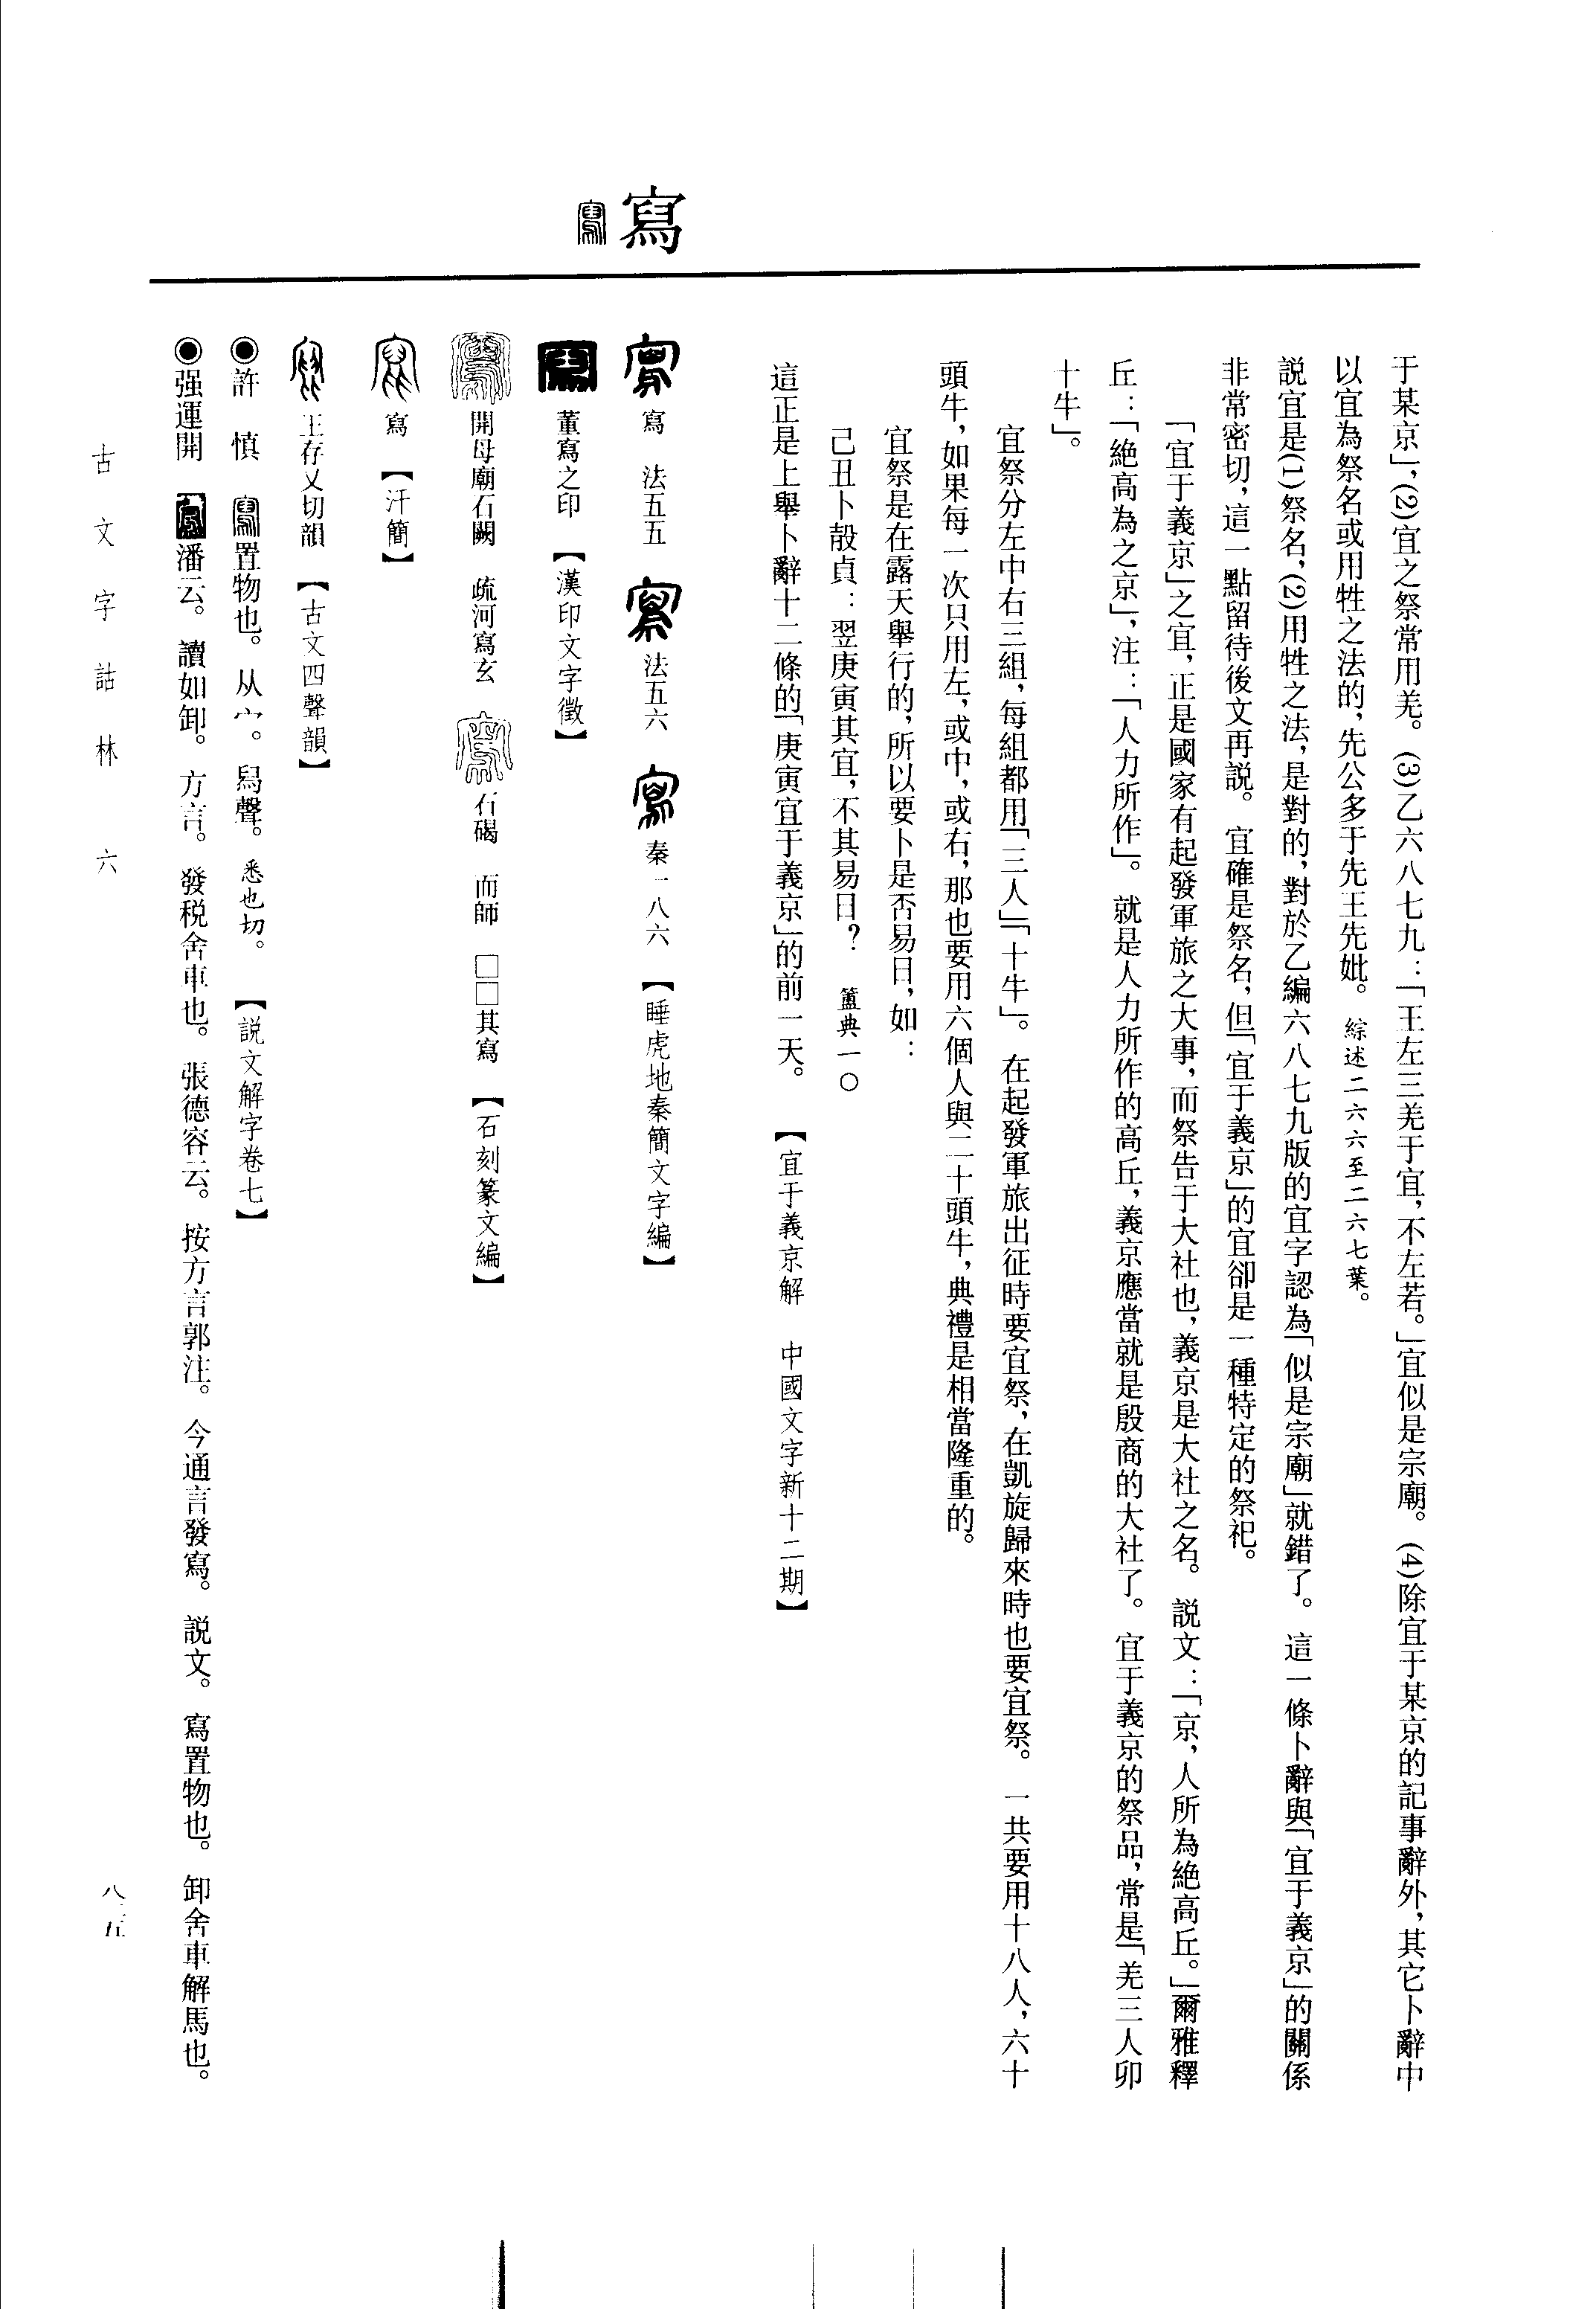 寫
于某京」，(2)宜之祭常用羌。(3)乙六八七九：「王左三羌于宜，不左若。」宜似是宗廟。(4)除宜于某京的記事辭外，其它卜辭中
以宜為祭名或用牲之法的，先公多于先王先妣。　綜述二六六至二六七葉。
説宜是(1)祭名，(2)用牲之法，是對的，對於乙編六八七九版的宜字認為「似是宗廟」就錯了。這一條卜辭與「宜于義京」的關係
非常密切，這一點留待後文再説。宜確是祭名，但「宜于義京」的宜卻是一種特定的祭祀。
「宜于義京」之宜，正是國家有起發軍旅之大事，而祭告于大社也，義京是大社之名。説文：「京，人所為絶高丘。」爾雅釋
丘：「絶高為之京」，注：「人力所作」。就是人力所作的高丘，義京應當就是殷商的大社了。宜于義京的祭品，常是「羌三人卯
十牛」。
宜祭分左中右三組，每組都用「三人」「十牛」。在起發軍旅出征時要宜祭，在凱旋歸來時也要宜祭。一共要用十八人，六十
頭牛，如果每一次只用左，或中，或右，那也要用六個人與二十頭牛，典禮是相當隆重的。
宜祭是在露天舉行的，所以要卜是否易日，如：
己丑卜㱿貞：翌庚寅其宜，不其易日？　簠典一〇
這正是上舉卜辭十二條的「庚寅宜于義京」的前一天。　【宜于義京解　中國文字新十二期】
寫　法五五　法五六　秦一八六　【睡虎地秦簡文字編】
董寫之印　【漢印文字徵】
開母廟石闕　疏河寫玄　石碣　而師　□□其寫　【石刻篆文編】
寫　【汗簡】
王存乂切韻　【古文四聲韻】
◉許　慎　置物也。从宀。舄聲。悉也切。　【説文解字卷七】
◉强運開　潘云。讀如卸。方言。發税舍車也。張德容云。按方言郭注。今通言發寫。説文。寫置物也。卸舍車解馬也。
古文字詁林　六